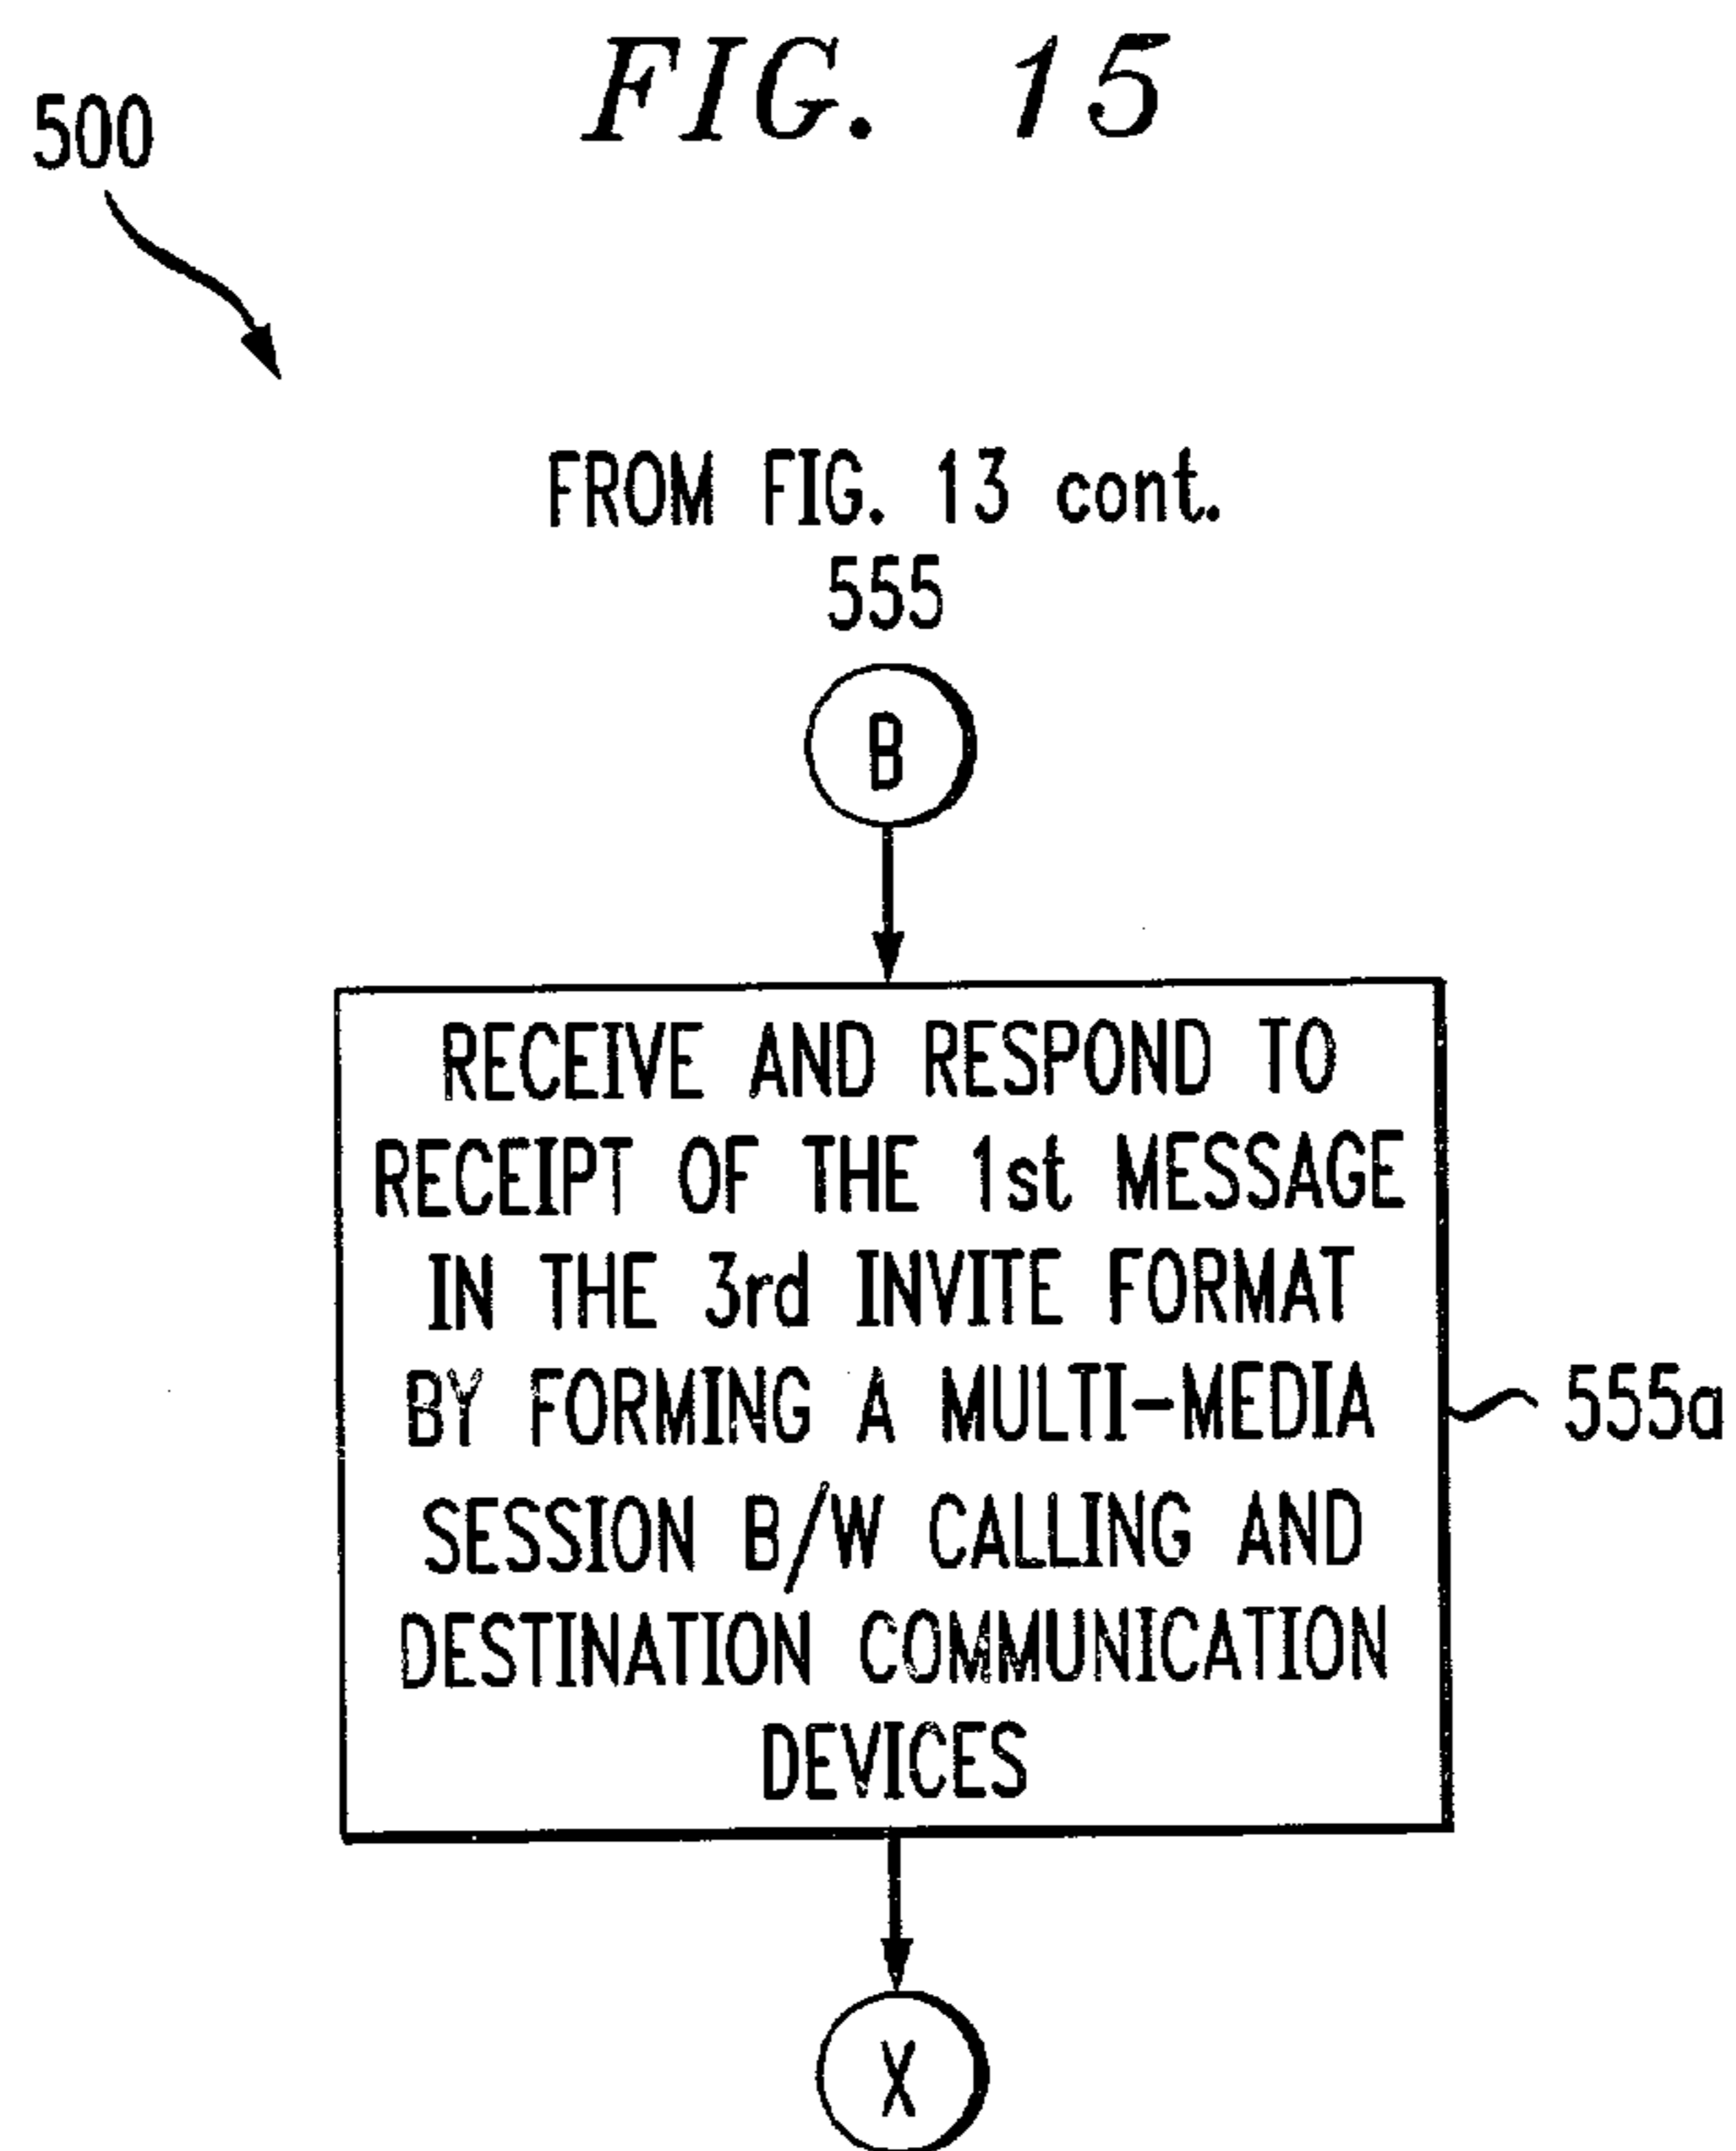 FIG. 15
500
FROM FIG. 13 cont.
555
B
RECEIVE AND RESPOND TO
RECEIPT OF THE 1st MESSAGE
IN THE 3rd INVITE FORMAT
BY FORMING A MULTI-MEDIA
SESSION B/W CALLING AND
DESTINATION COMMUNICATION
DEVICES
555a
X